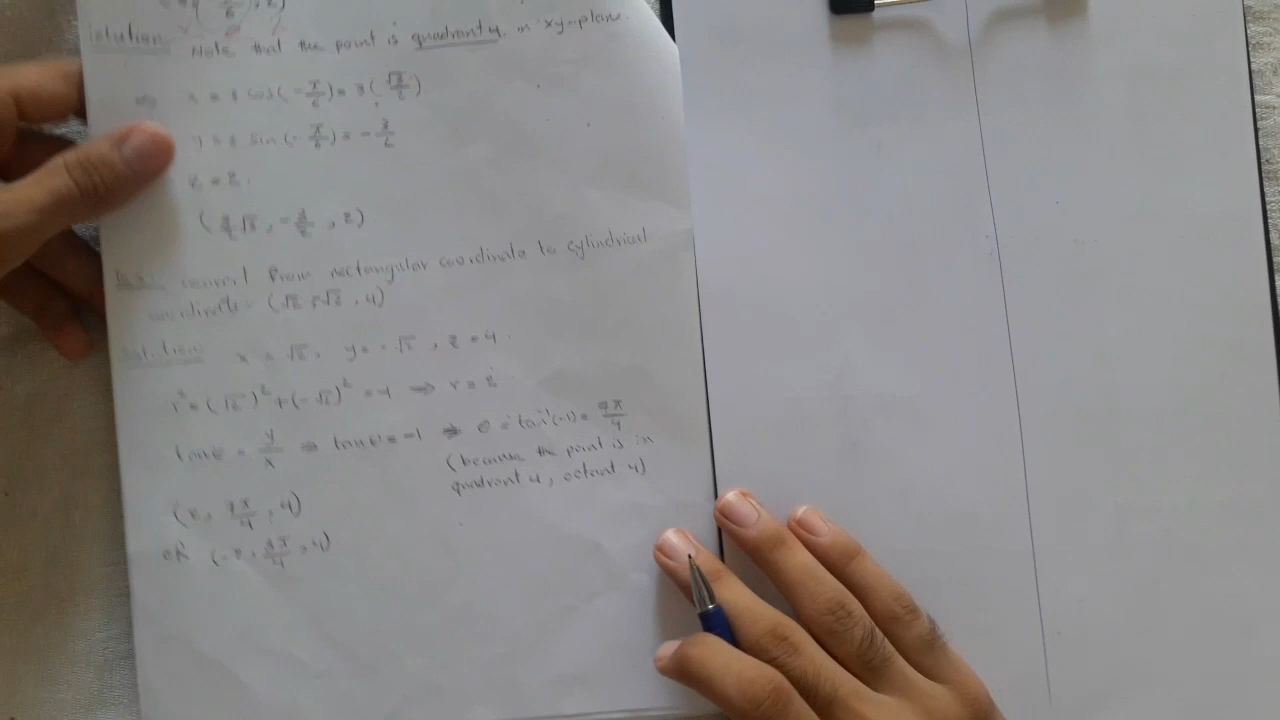 Solution: Note that the point is quadrant 4 in xy-plane.
x = 3 cos(-π/6) = 3(√3/2)
y = 3 sin(-π/6) = -3/2
z = 2.
(3/2 √3, -3/2, 2)
convert from rectangular coordinate to cylindrical
coordinate (√2, -√2, 4)
Solution: x = √2, y = -√2, z = 4.
r² = (√2)² + (-√2)² = 4 ⇒ r = 2
tanθ = y/x ⇒ tanθ = -1 ⇒ θ = tan⁻¹(-1) = 7π/4
(because the point is in
quadrant 4, octant 4)
(2, 7π/4, 4)
OR (-2, 3π/4, 4)